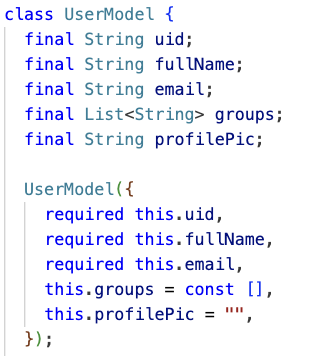 class UserModel {
  final String uid;
  final String fullName;
  final String email;
  final List<String> groups;
  final String profilePic;

  UserModel({
    required this.uid,
    required this.fullName,
    required this.email,
    this.groups = const [],
    this.profilePic = "",
  });